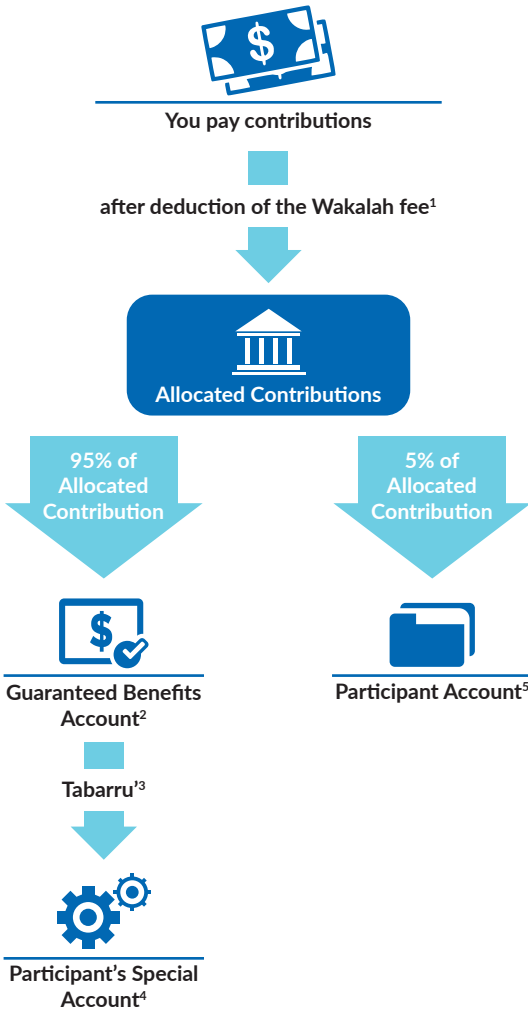 $
You pay contributions
after deduction of the Wakalah fee¹
Allocated Contributions
95% of
Allocated
Contribution
5% of
Allocated
Contribution
$
Guaranteed Benefits
Account²
Participant Account⁵
Tabarru'³
Participant's Special
Account⁴